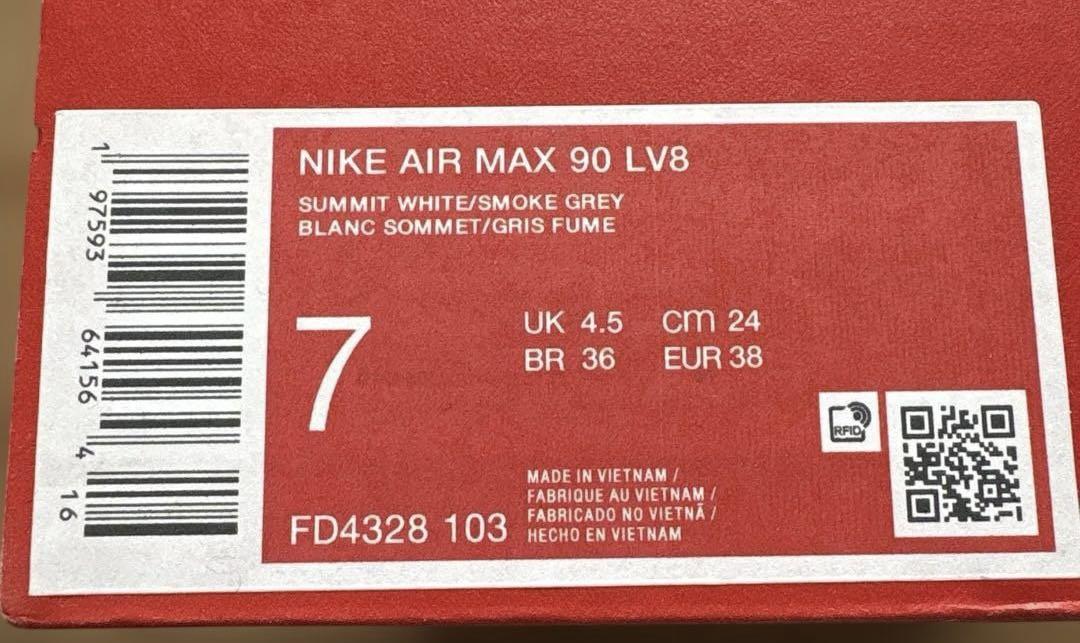 1 97593 64156 4 16
NIKE AIR MAX 90 LV8
SUMMIT WHITE/SMOKE GREY
BLANC SOMMET/GRIS FUME
7
UK 4.5 cm 24
BR 36 EUR 38
RFID
MADE IN VIETNAM /
FABRIQUE AU VIETNAM /
FABRICADO NO VIETNÃ /
HECHO EN VIETNAM
FD4328 103